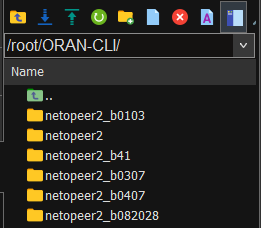 /root/ORAN-CLI/
Name
..
netopeer2_b0103
netopeer2
netopeer2_b41
netopeer2_b0307
netopeer2_b0407
netopeer2_b082028